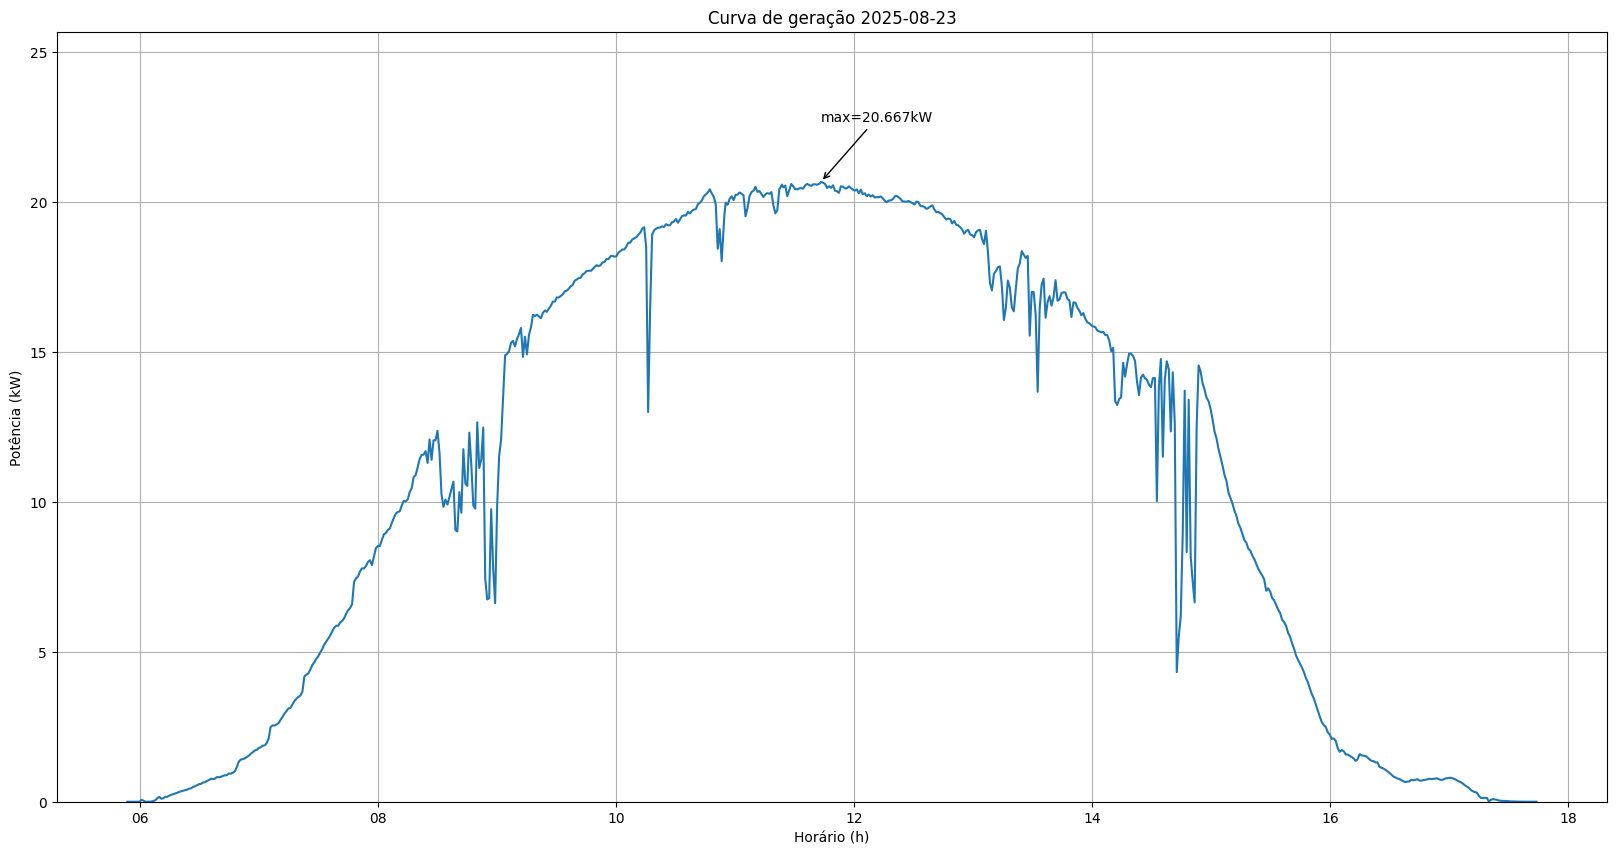 Curva de geração 2025-08-23
25
max=20.667kW
20
15
Potência (kW)
10
5
0
06 08 10 12 14 16 18
Horário (h)